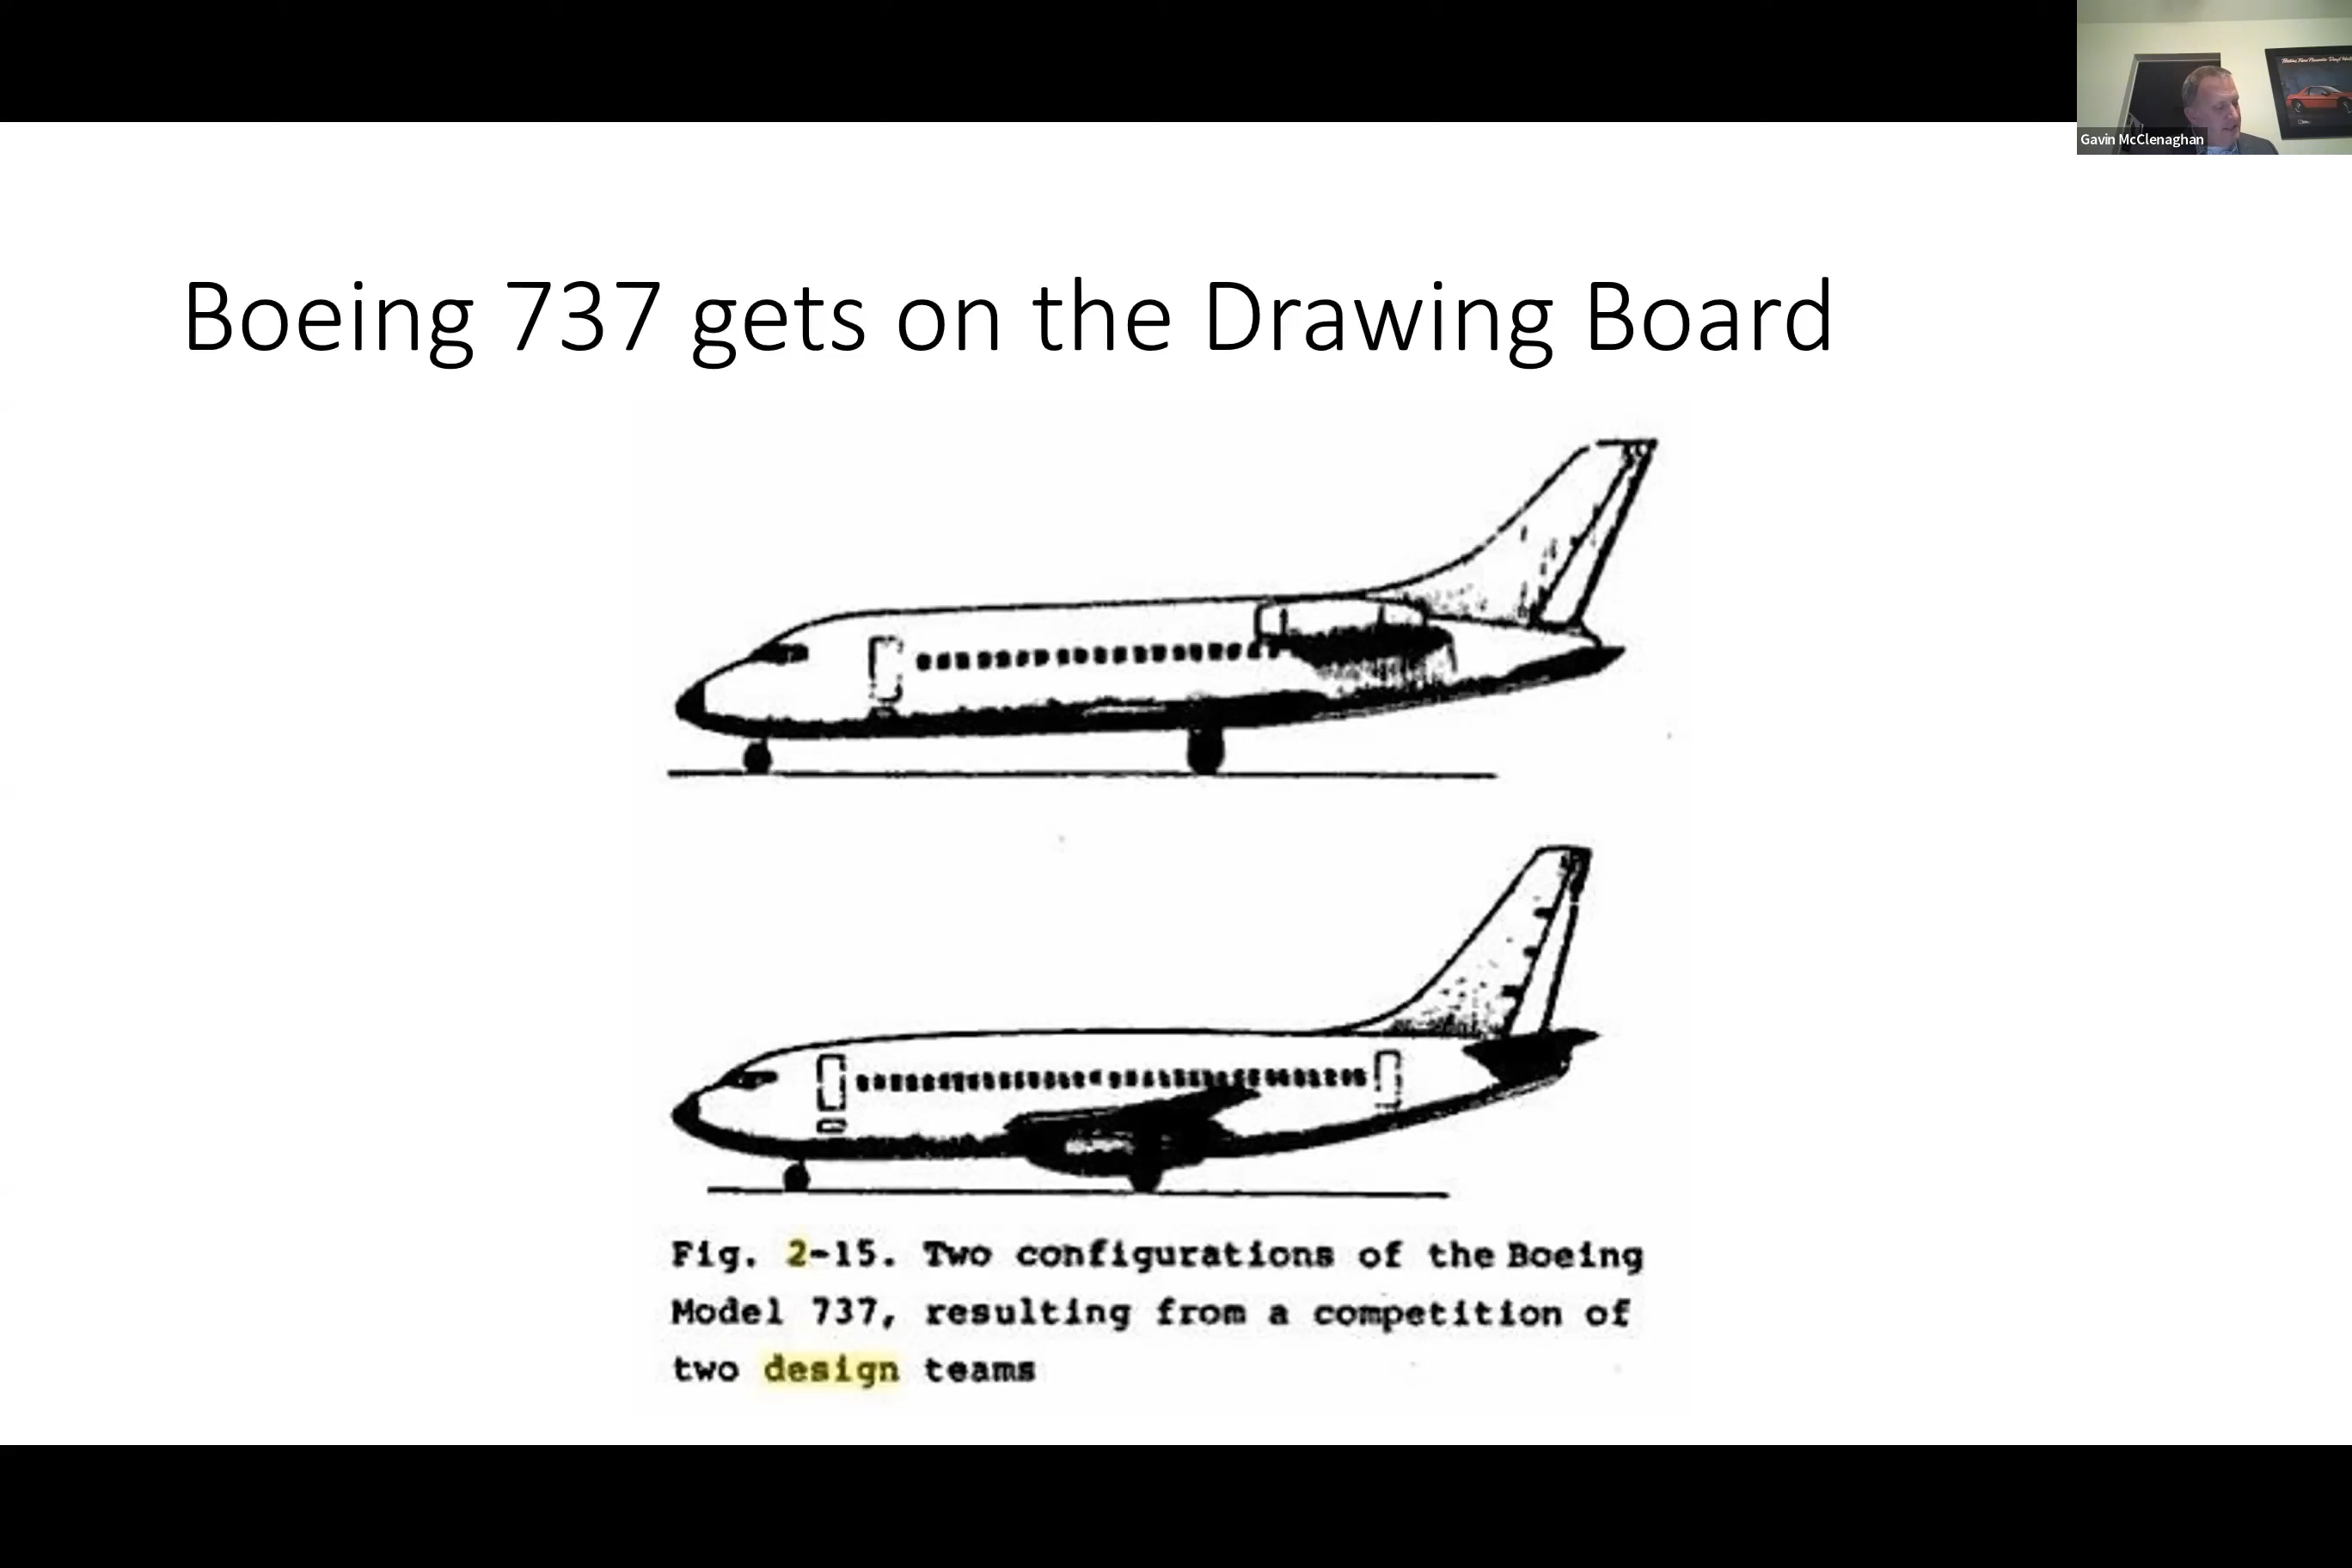 Gavin McClenaghan
Boeing 737 gets on the Drawing Board
Fig. 2-15. Two configurations of the Boeing
Model 737, resulting from a competition of
two design teams